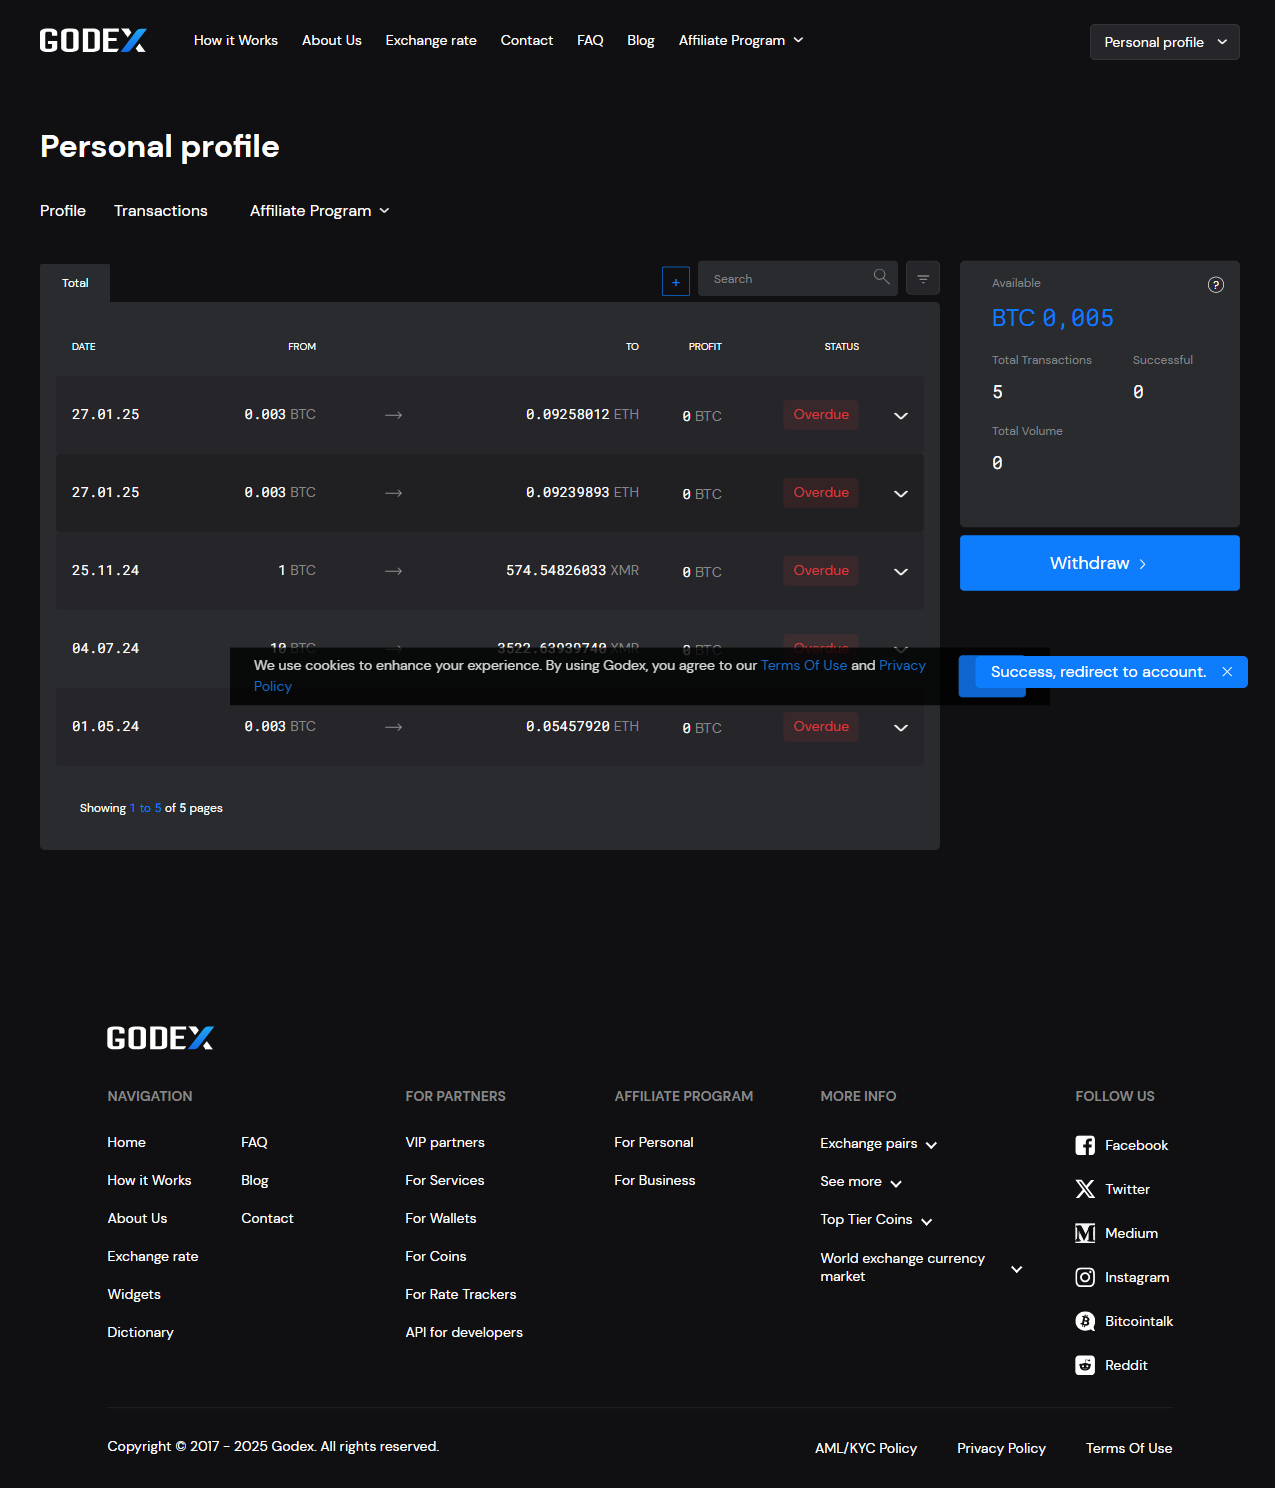 GODEX
How it Works About Us Exchange rate Contact FAQ Blog Affiliate Program
Personal profile
Personal profile
Profile Transactions Affiliate Program
Total
+
Search
DATE FROM TO PROFIT STATUS
27.01.25 0.003 BTC → 0.09258012 ETH 0 BTC Overdue
27.01.25 0.003 BTC → 0.09239893 ETH 0 BTC Overdue
25.11.24 1 BTC → 574.54826033 XMR 0 BTC Overdue
04.07.24 10 BTC → 3522.63939740 XMR 0 BTC Overdue
01.05.24 0.003 BTC → 0.05457920 ETH 0 BTC Overdue
Showing 1 to 5 of 5 pages
Available
?
BTC 0,005
Total Transactions Successful
5 0
Total Volume
0
Withdraw >
We use cookies to enhance your experience. By using Godex, you agree to our Terms Of Use and Privacy
Policy
Success, redirect to account. ×
GODEX
NAVIGATION
Home
How it Works
About Us
Exchange rate
Widgets
Dictionary
FAQ
Blog
Contact
FOR PARTNERS
VIP partners
For Services
For Wallets
For Coins
For Rate Trackers
API for developers
AFFILIATE PROGRAM
For Personal
For Business
MORE INFO
Exchange pairs
See more
Top Tier Coins
World exchange currency
market
FOLLOW US
Facebook
Twitter
Medium
Instagram
Bitcointalk
Reddit
Copyright © 2017 - 2025 Godex. All rights reserved.
AML/KYC Policy Privacy Policy Terms Of Use